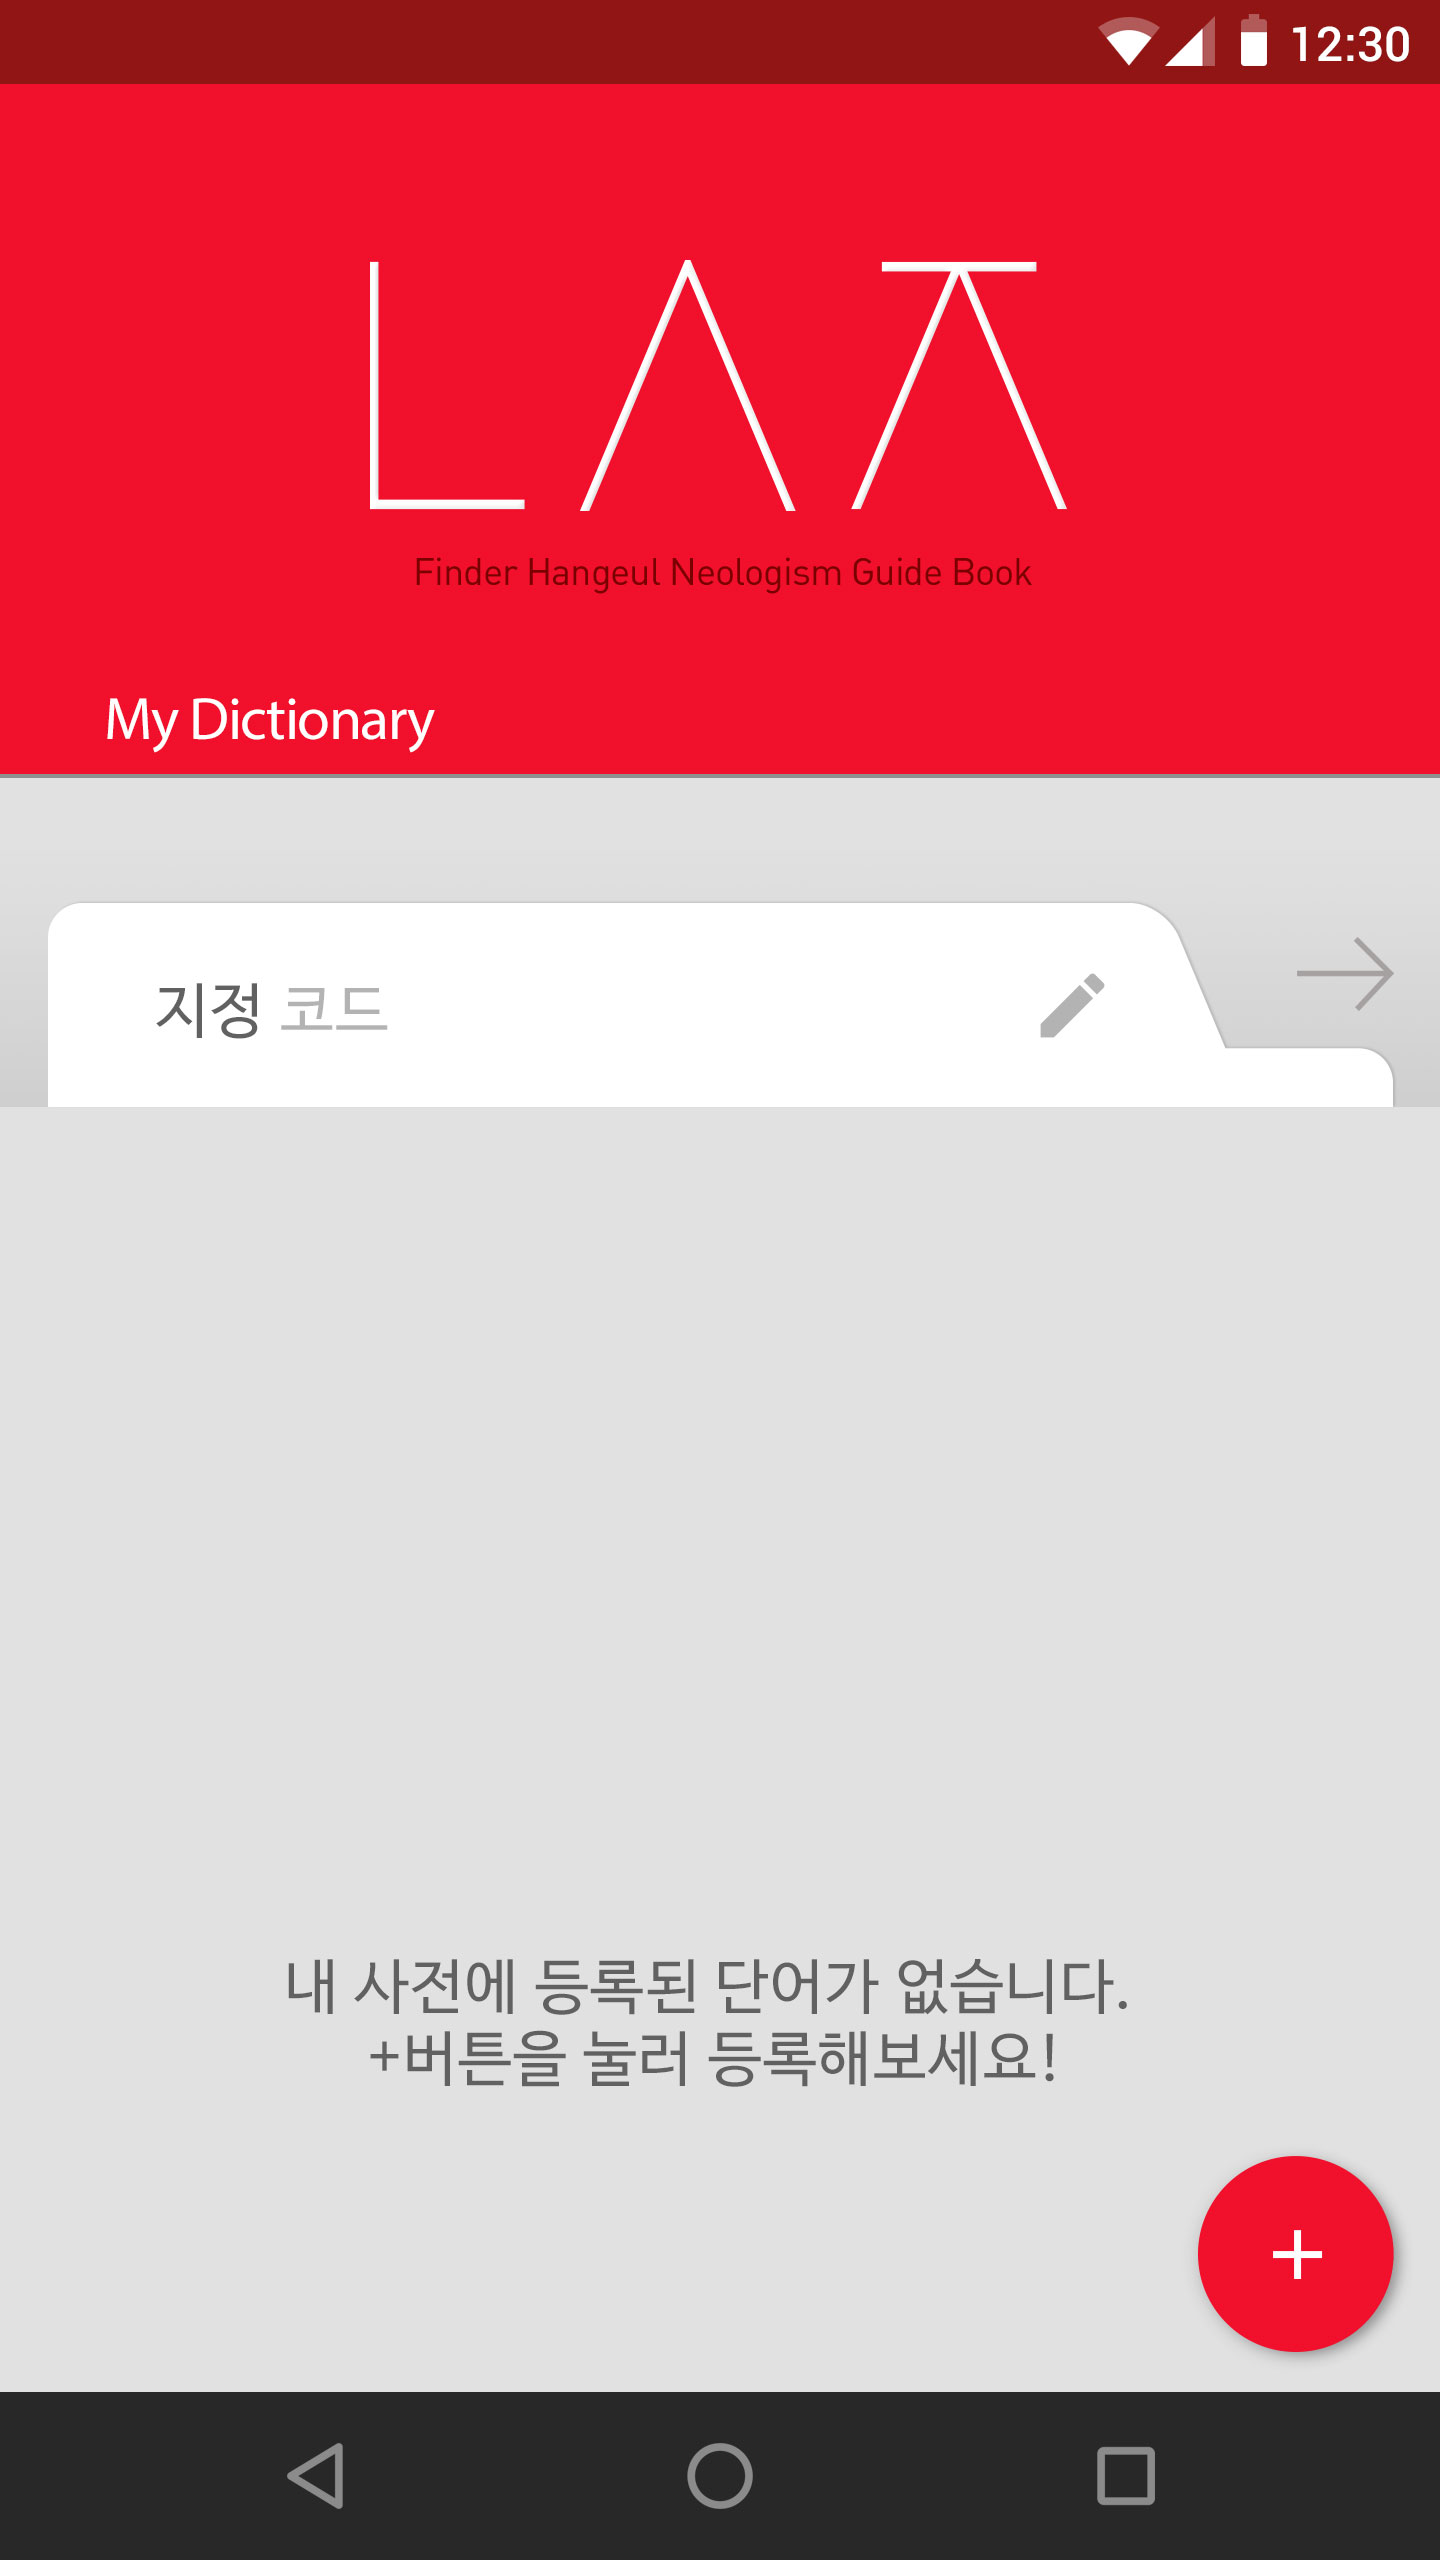 12:30
LAㅈ
Finder Hangeul Neologism Guide Book
My Dictionary
지정 코드
내 사전에 등록된 단어가 없습니다.
+버튼을 눌러 등록해보세요!
+